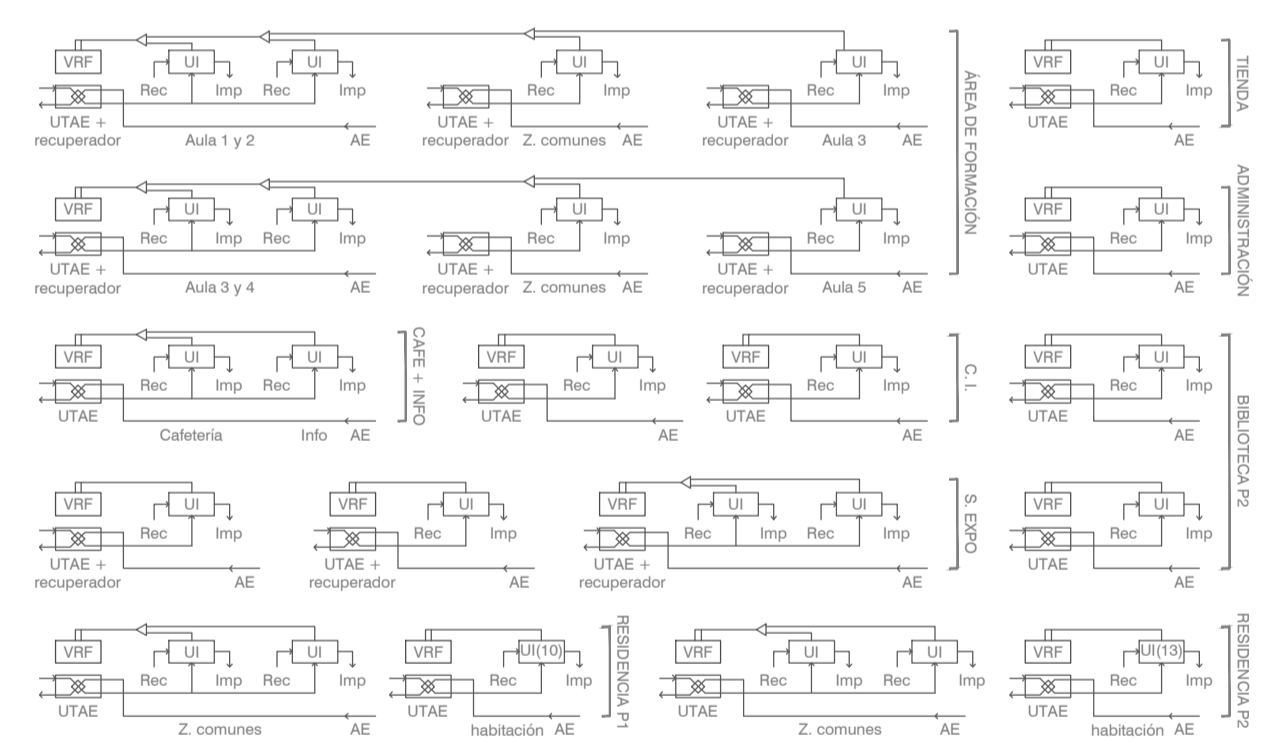 VRF UI UI UI UI
Rec Imp Rec Imp Rec Imp Rec Imp
UTAE + UTAE + UTAE +
recuperador Aula 1 y 2 AE recuperador Z. comunes AE recuperador Aula 3 AE
VRF UI
Rec Imp
UTAE
AE
TIENDA
VRF UI UI UI UI
Rec Imp Rec Imp Rec Imp Rec Imp
UTAE + UTAE + UTAE +
recuperador Aula 3 y 4 AE recuperador Z. comunes AE recuperador Aula 5 AE
ÁREA DE FORMACIÓN
VRF UI
Rec Imp
UTAE
AE
ADMINISTRACIÓN
VRF UI UI
Rec Imp Rec Imp
UTAE
Cafetería Info AE
CAFE + INFO
VRF UI
Rec Imp
UTAE
AE
VRF UI
Rec Imp
UTAE
AE
C. I.
VRF UI
Rec Imp
UTAE
AE
VRF UI
Rec Imp
UTAE +
recuperador AE
VRF UI
Rec Imp
UTAE +
recuperador AE
VRF UI UI
Rec Imp Rec Imp
UTAE +
recuperador AE
S. EXPO
VRF UI
Rec Imp
UTAE
AE
BIBLIOTECA P2
VRF UI UI
Rec Imp Rec Imp
UTAE
Z. comunes AE
VRF UI(10)
Rec Imp
UTAE
habitación AE
RESIDENCIA P1
VRF UI UI
Rec Imp Rec Imp
UTAE
Z. comunes AE
VRF UI(13)
Rec Imp
UTAE
habitación AE
RESIDENCIA P2